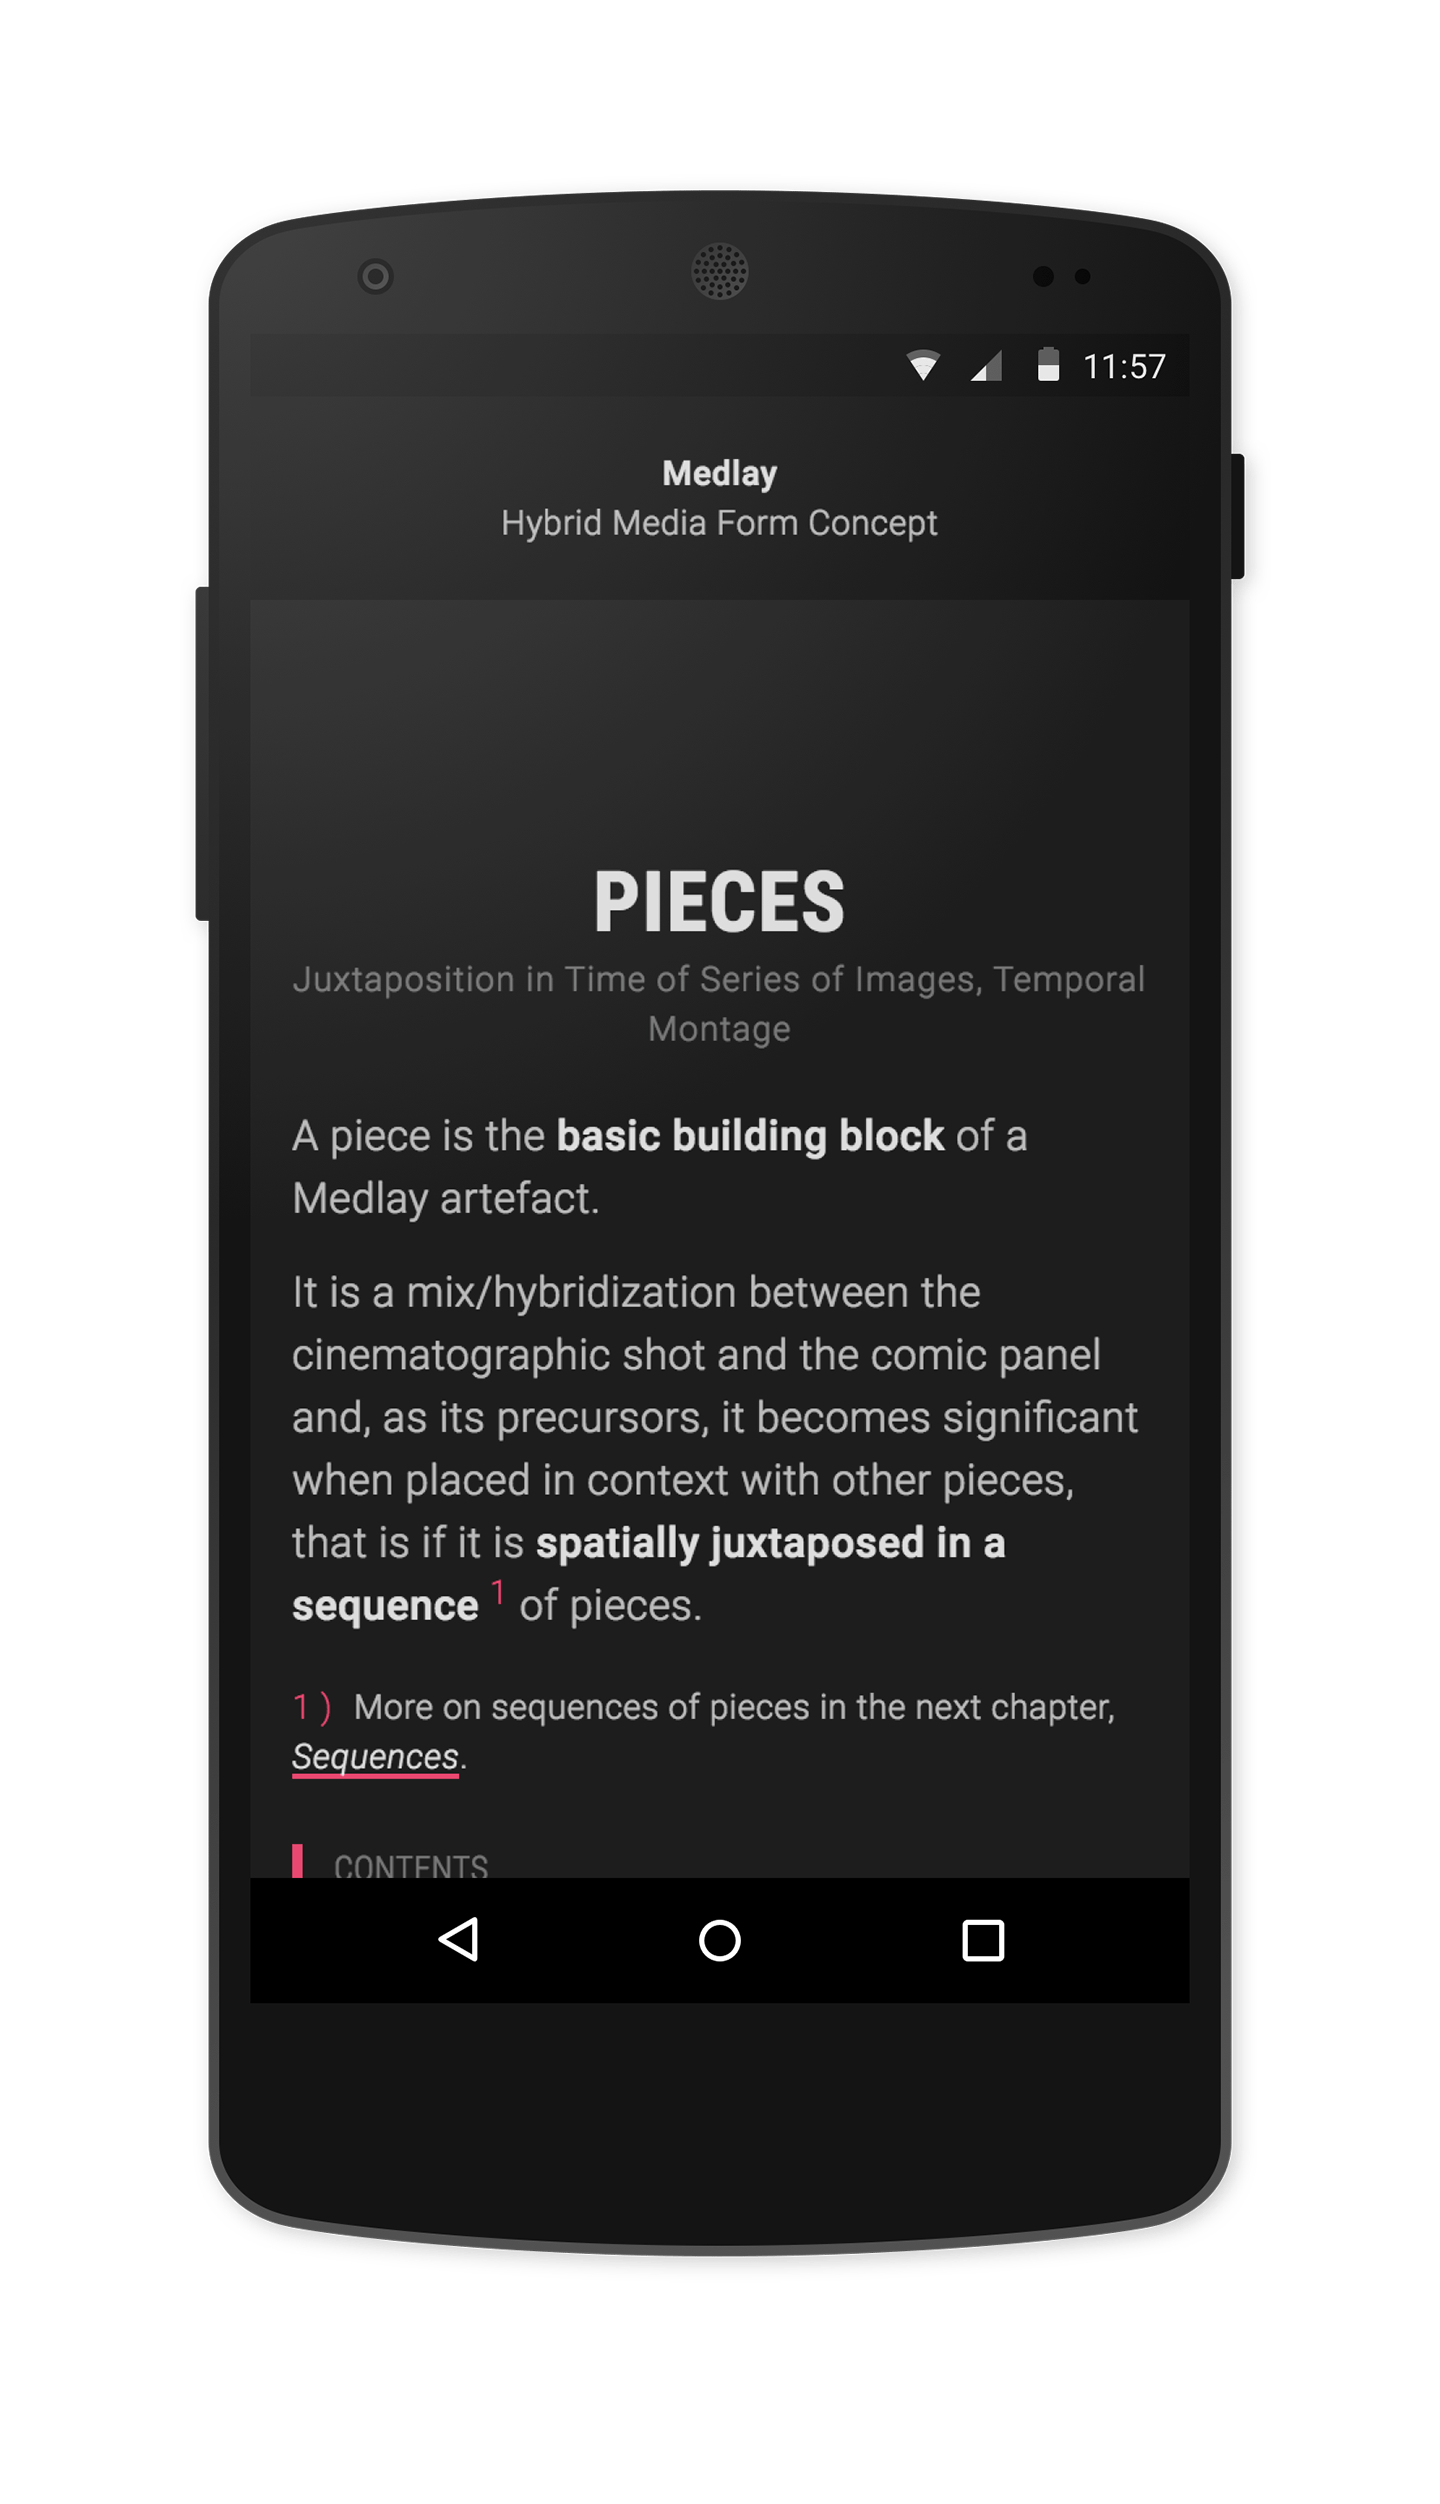 11:57
Medlay
Hybrid Media Form Concept
PIECES
Juxtaposition in Time of Series of Images, Temporal
Montage
A piece is the basic building block of a
Medlay artefact.
It is a mix/hybridization between the
cinematographic shot and the comic panel
and, as its precursors, it becomes significant
when placed in context with other pieces,
that is if it is spatially juxtaposed in a
sequence 1 of pieces.
1 ) More on sequences of pieces in the next chapter,
Sequences.
CONTENTS